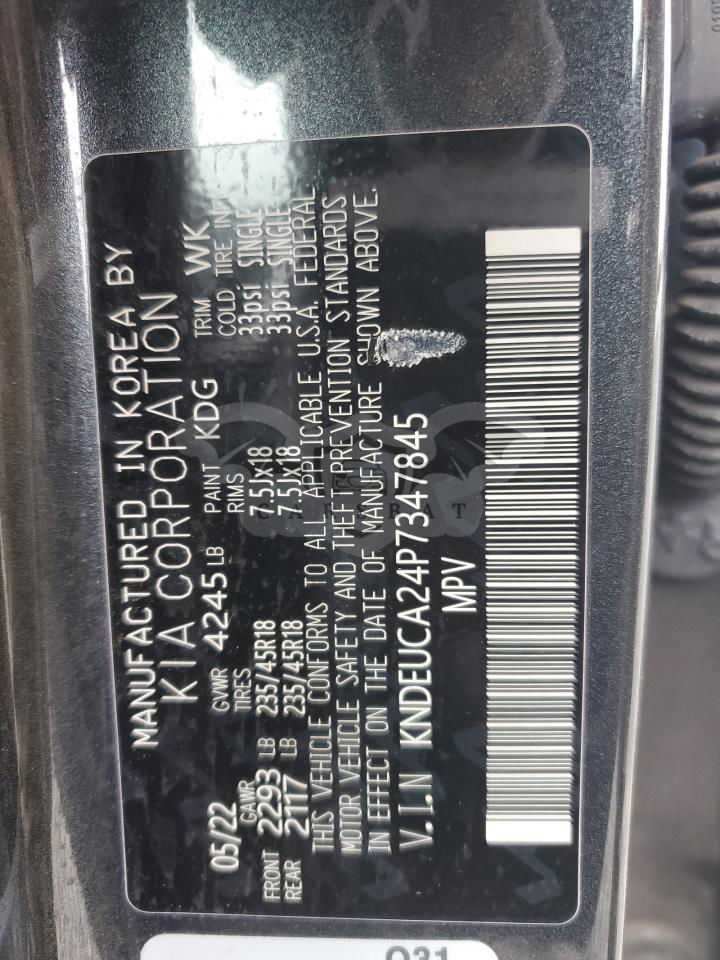 MANUFACTURED IN KOREA BY
KIA CORPORATION
05/22 GVWR 4245 LB PAINT KDG TRIM WK
GAWR TIRES RIMS COLD TIRE
FRONT 2293 LB 235/45R18 7.5Jx18 33psi SINGLE
REAR 2117 LB 235/45R18 7.5Jx18 33psi SINGLE
THIS VEHICLE CONFORMS TO ALL APPLICABLE U.S.A. FEDERAL
MOTOR VEHICLE SAFETY AND THEFT PREVENTION STANDARDS
IN EFFECT ON THE DATE OF MANUFACTURE SHOWN ABOVE.
V.I.N KNDEUCA24P7347845
MPV
031